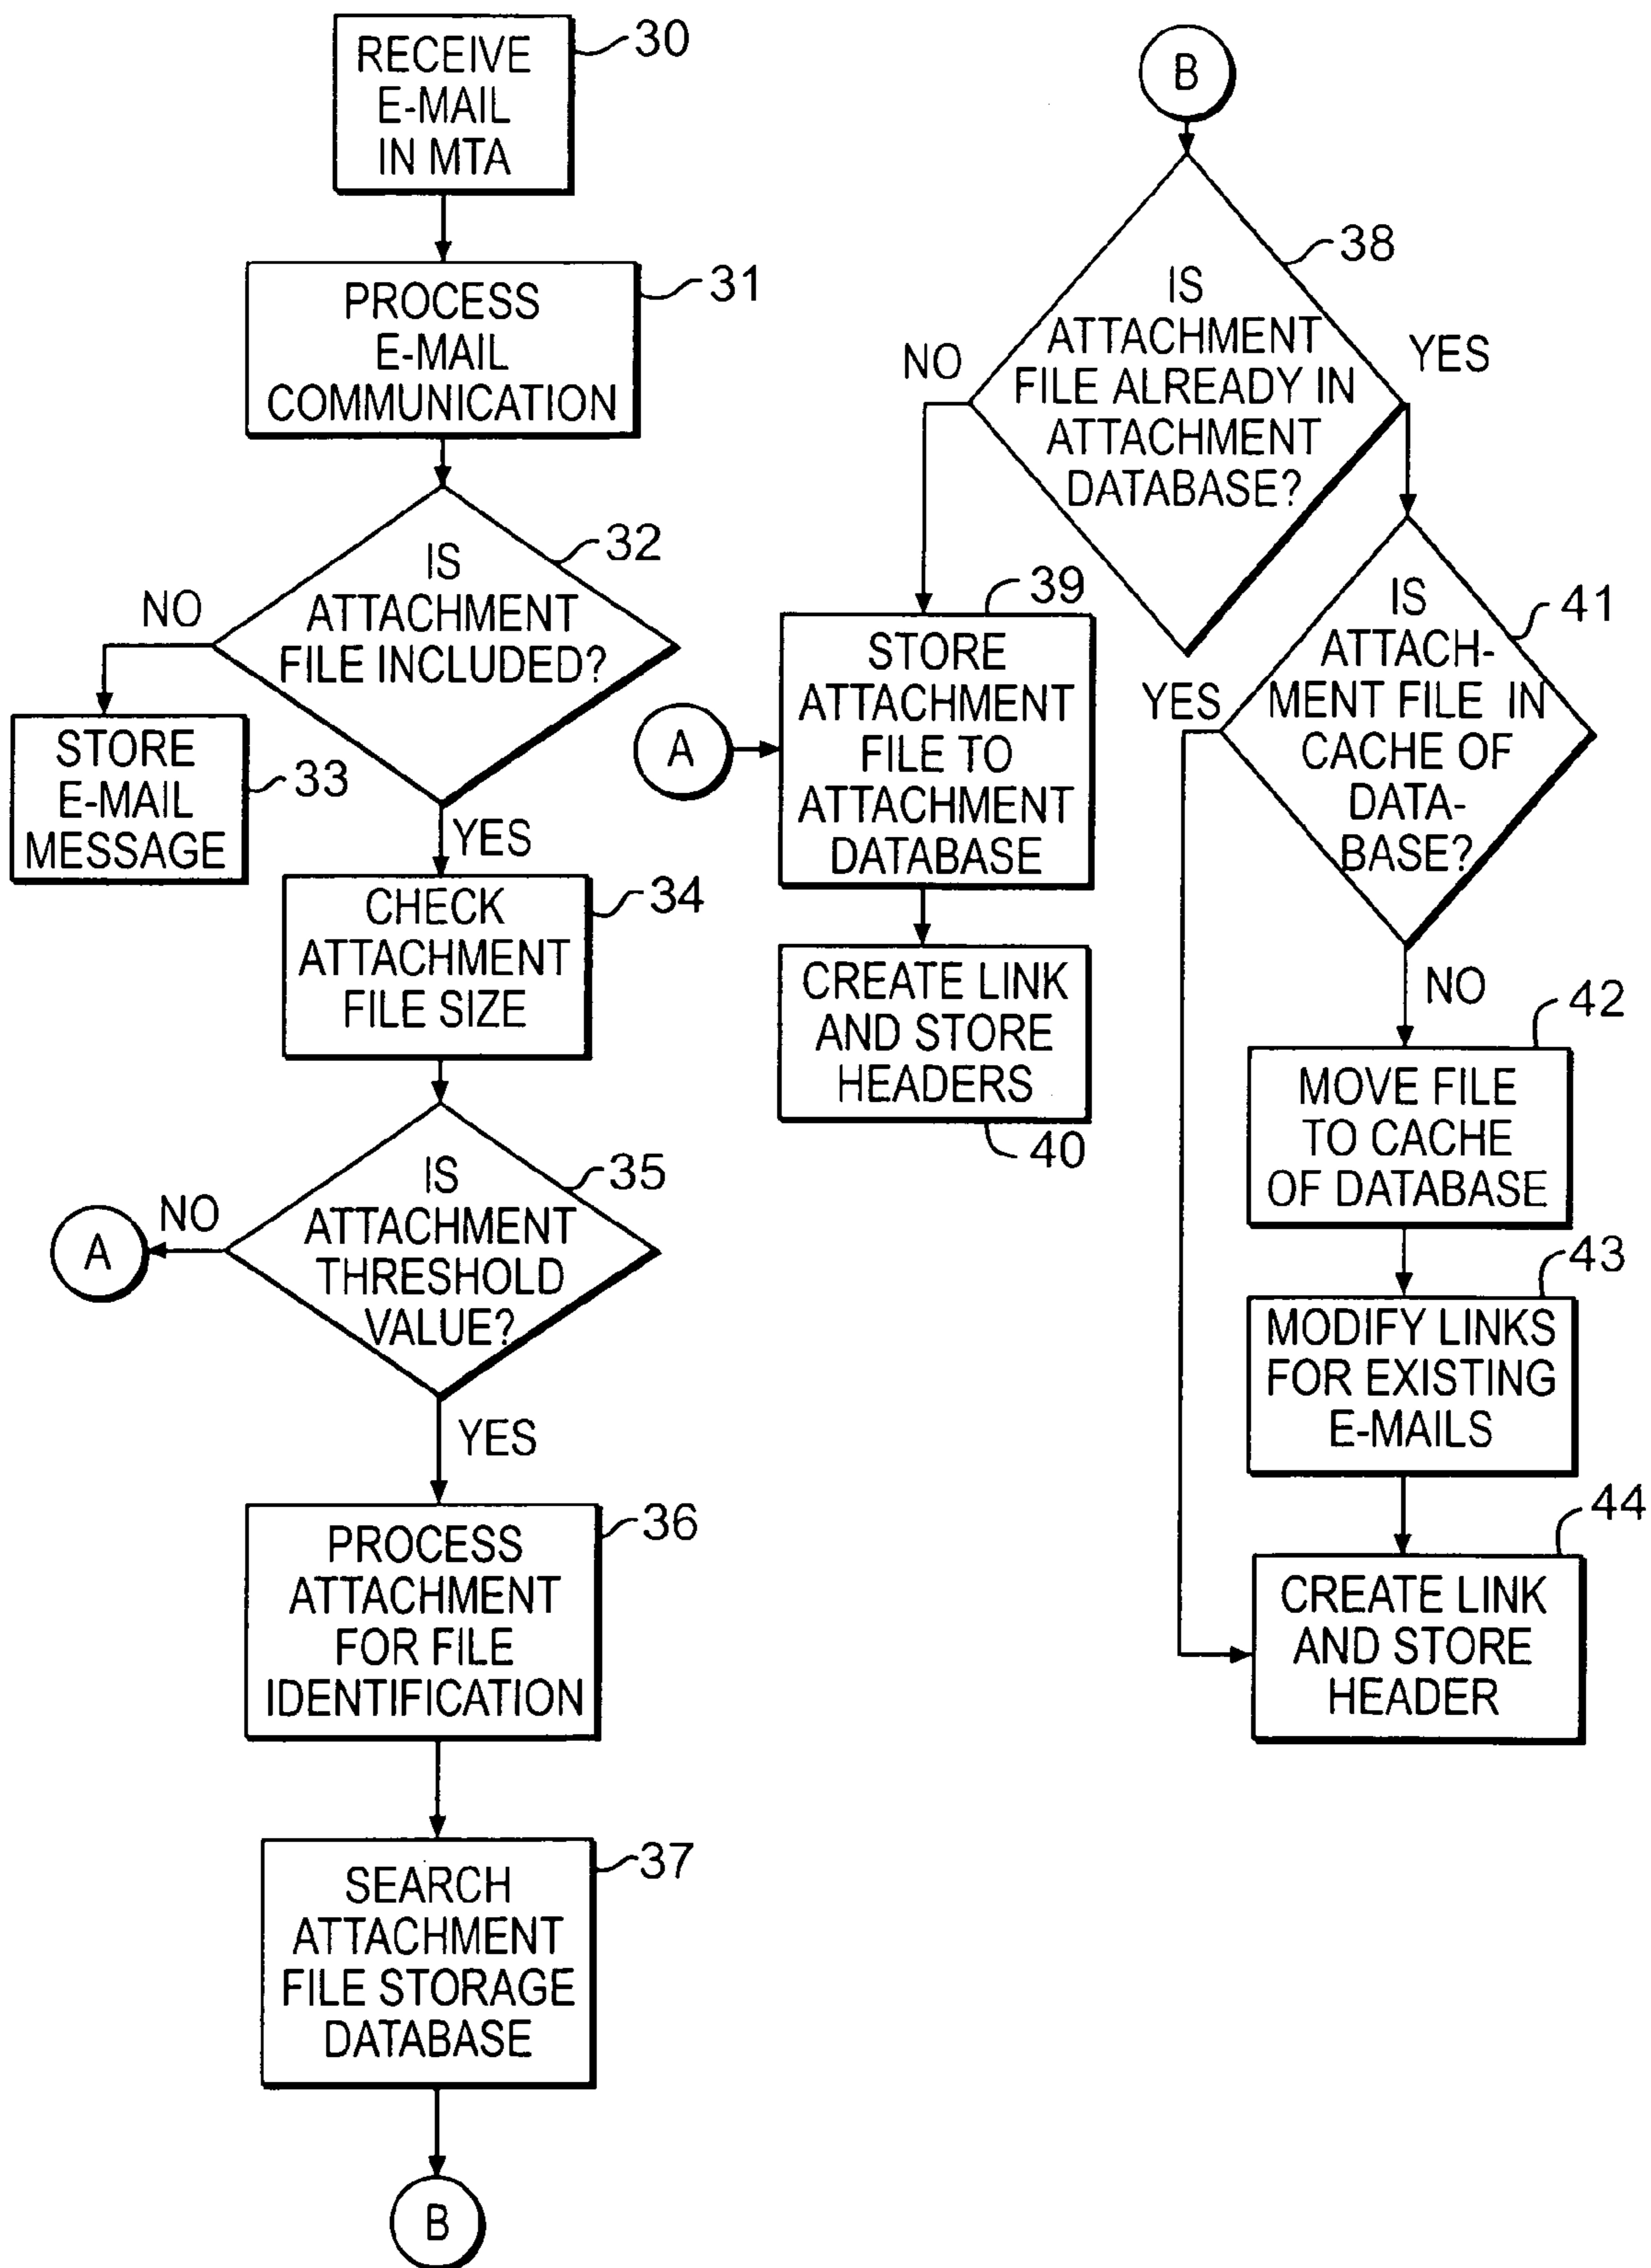 RECEIVE
E-MAIL
IN MTA
30
PROCESS
E-MAIL
COMMUNICATION
31
IS
ATTACHMENT
FILE INCLUDED?
32
NO
STORE
E-MAIL
MESSAGE
33
YES
CHECK
ATTACHMENT
FILE SIZE
34
IS
ATTACHMENT
THRESHOLD
VALUE?
35
NO
A
YES
PROCESS
ATTACHMENT
FOR FILE
IDENTIFICATION
36
SEARCH
ATTACHMENT
FILE STORAGE
DATABASE
37
B
B
IS
ATTACHMENT
FILE ALREADY IN
ATTACHMENT
DATABASE?
38
NO
YES
A
STORE
ATTACHMENT
FILE TO
ATTACHMENT
DATABASE
39
CREATE LINK
AND STORE
HEADERS
40
IS
ATTACH-
MENT FILE IN
CACHE OF
DATA-
BASE?
41
YES
NO
MOVE FILE
TO CACHE
OF DATABASE
42
MODIFY LINKS
FOR EXISTING
E-MAILS
43
CREATE LINK
AND STORE
HEADER
44